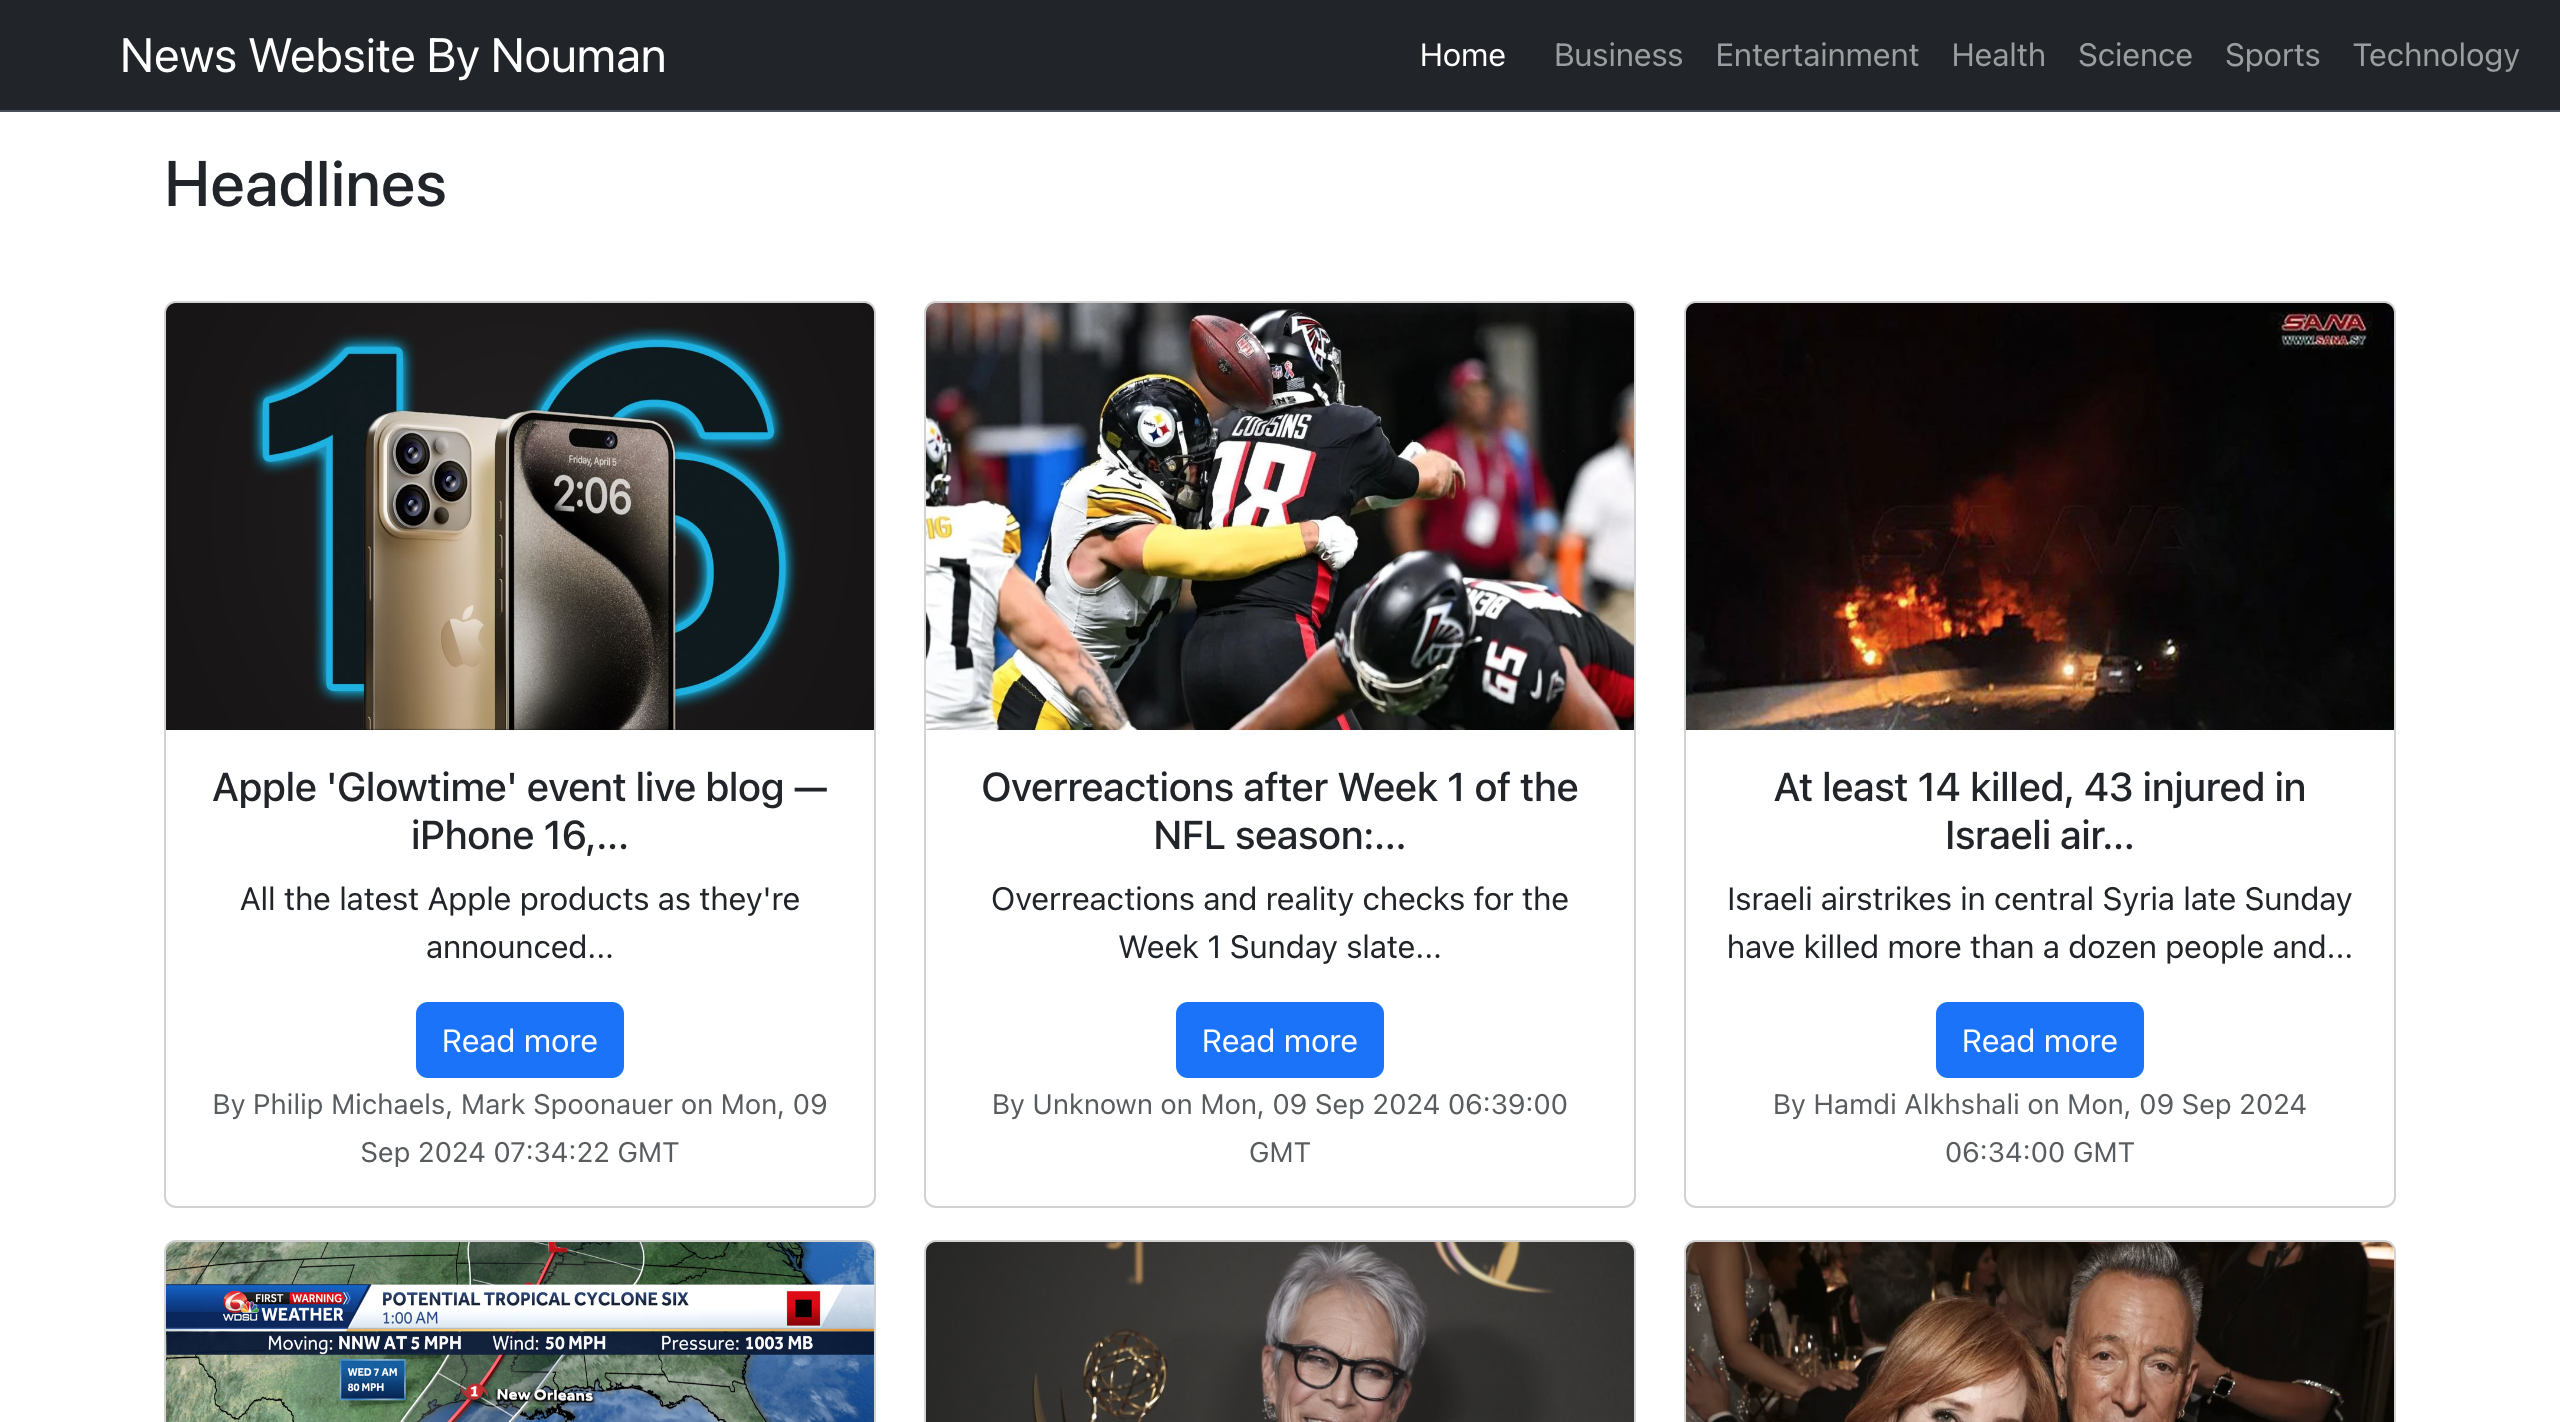 News Website By Nouman
Home Business Entertainment Health Science Sports Technology
Headlines
16
Friday, April 5
2:06
COUSINS
18
65
SANA
WWW.SANA.SY
SANA
Apple 'Glowtime' event live blog —
iPhone 16,...
All the latest Apple products as they're
announced...
Read more
By Philip Michaels, Mark Spoonauer on Mon, 09
Sep 2024 07:34:22 GMT
Overreactions after Week 1 of the
NFL season:...
Overreactions and reality checks for the
Week 1 Sunday slate...
Read more
By Unknown on Mon, 09 Sep 2024 06:39:00
GMT
At least 14 killed, 43 injured in
Israeli air...
Israeli airstrikes in central Syria late Sunday
have killed more than a dozen people and...
Read more
By Hamdi Alkhshali on Mon, 09 Sep 2024
06:34:00 GMT
6 FIRST WARNING
WDSU WEATHER
POTENTIAL TROPICAL CYCLONE SIX
1:00 AM
Moving: NNW AT 5 MPH Wind: 50 MPH Pressure: 1003 MB
WED 7 AM
80 MPH
1
New Orleans